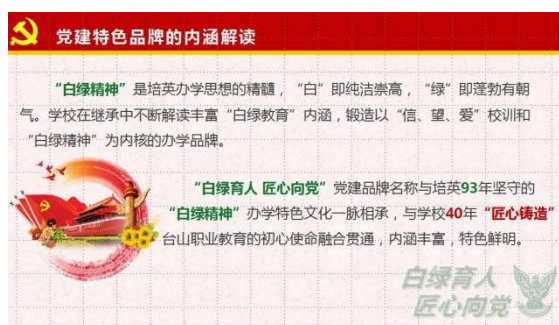 党建特色品牌的内涵解读
“白绿精神”是培英办学思想的精髓，“白”即纯洁崇高，“绿”即蓬勃有朝
气。学校在继承中不断解读丰富“白绿教育”内涵，锻造以“信、望、爱”校训和
“白绿精神”为内核的办学品牌。
“白绿育人 匠心向党”党建品牌名称与培英93年坚守的
“白绿精神”办学特色文化一脉相承，与学校40年“匠心铸造”
台山职业教育的初心使命融合贯通，内涵丰富，特色鲜明。
白绿育人
匠心向党